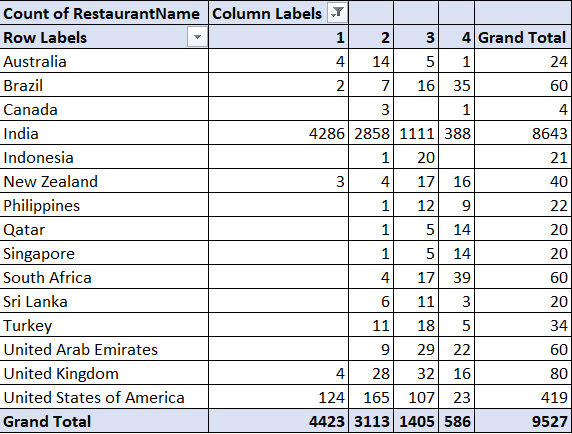 Count of RestaurantName Column Labels
Row Labels 1 2 3 4 Grand Total
Australia 4 14 5 1 24
Brazil 2 7 16 35 60
Canada 3 1 4
India 4286 2858 1111 388 8643
Indonesia 1 20 21
New Zealand 3 4 17 16 40
Philippines 1 12 9 22
Qatar 1 5 14 20
Singapore 1 5 14 20
South Africa 4 17 39 60
Sri Lanka 6 11 3 20
Turkey 11 18 5 34
United Arab Emirates 9 29 22 60
United Kingdom 4 28 32 16 80
United States of America 124 165 107 23 419
Grand Total 4423 3113 1405 586 9527